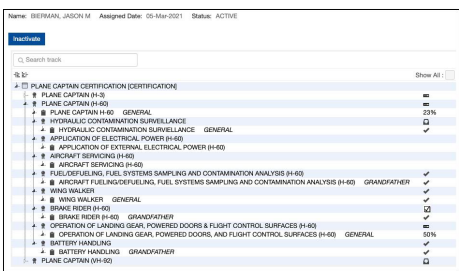 Name: BIERMAN, JASON M Assigned Date: 05-Mar-2021 Status: ACTIVE
Inactivate
Search track
Show All :
PLANE CAPTAIN CERTIFICATION [CERTIFICATION]
PLANE CAPTAIN (H-3)
PLANE CAPTAIN (H-60)
PLANE CAPTAIN H-60 GENERAL 23%
HYDRAULIC CONTAMINATION SURVEILLANCE
HYDRAULIC CONTAMINATION SURVIELLANCE GENERAL
APPLICATION OF ELECTRICAL POWER (H-60)
APPLICATION OF EXTERNAL ELECTRICAL POWER (H-60)
AIRCRAFT SERVICING (H-60)
AIRCRAFT SERVICING (H-60)
FUEL/DEFUELING, FUEL SYSTEMS SAMPLING AND CONTAMINATION ANALYSIS (H-60)
AIRCRAFT FUELING/DEFUELING, FUEL SYSTEMS SAMPLING AND CONTAMINATION ANALYSIS (H-60) GRANDFATHER
WING WALKER
WING WALKER GENERAL
BRAKE RIDER (H-60)
BRAKE RIDER (H-60) GRANDFATHER
OPERATION OF LANDING GEAR, POWERED DOORS & FLIGHT CONTROL SURFACES (H-60)
OPERATION OF LANDING GEAR, POWERED DOORS, AND FLIGHT CONTROL SURFACES (H-60) GENERAL 50%
BATTERY HANDLING
BATTERY HANDLING GRANDFATHER
PLANE CAPTAIN (VH-92)